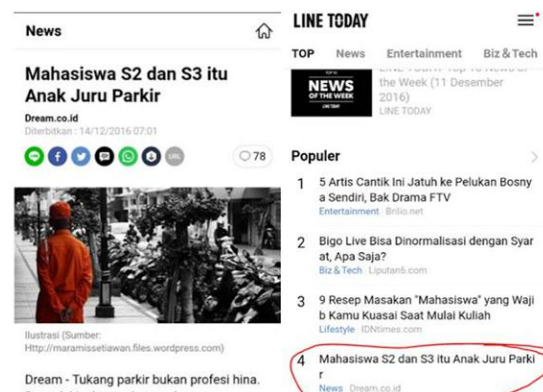 News
Mahasiswa S2 dan S3 itu
Anak Juru Parkir
Dream.co.id
Diterbitkan : 14/12/2016 07:01
URL
78
Ilustrasi (Sumber:
Http://maramissetiawan.files.wordpress.com)
Dream - Tukang parkir bukan profesi hina.
LINE TODAY
TOP News Entertainment Biz & Tech
NEWS
OF THE WEEK
LINE TODAY Top 10 News of
the Week (11 Desember
2016)
LINE TODAY
Populer
1 5 Artis Cantik Ini Jatuh ke Pelukan Bosny
a Sendiri, Bak Drama FTV
Entertainment Brilio.net
2 Bigo Live Bisa Dinormalisasi dengan Syar
at, Apa Saja?
Biz & Tech Liputan6.com
3 9 Resep Masakan "Mahasiswa" yang Waji
b Kamu Kuasai Saat Mulai Kuliah
Lifestyle IDNtimes.com
4 Mahasiswa S2 dan S3 itu Anak Juru Parki
r
News Dream.co.id